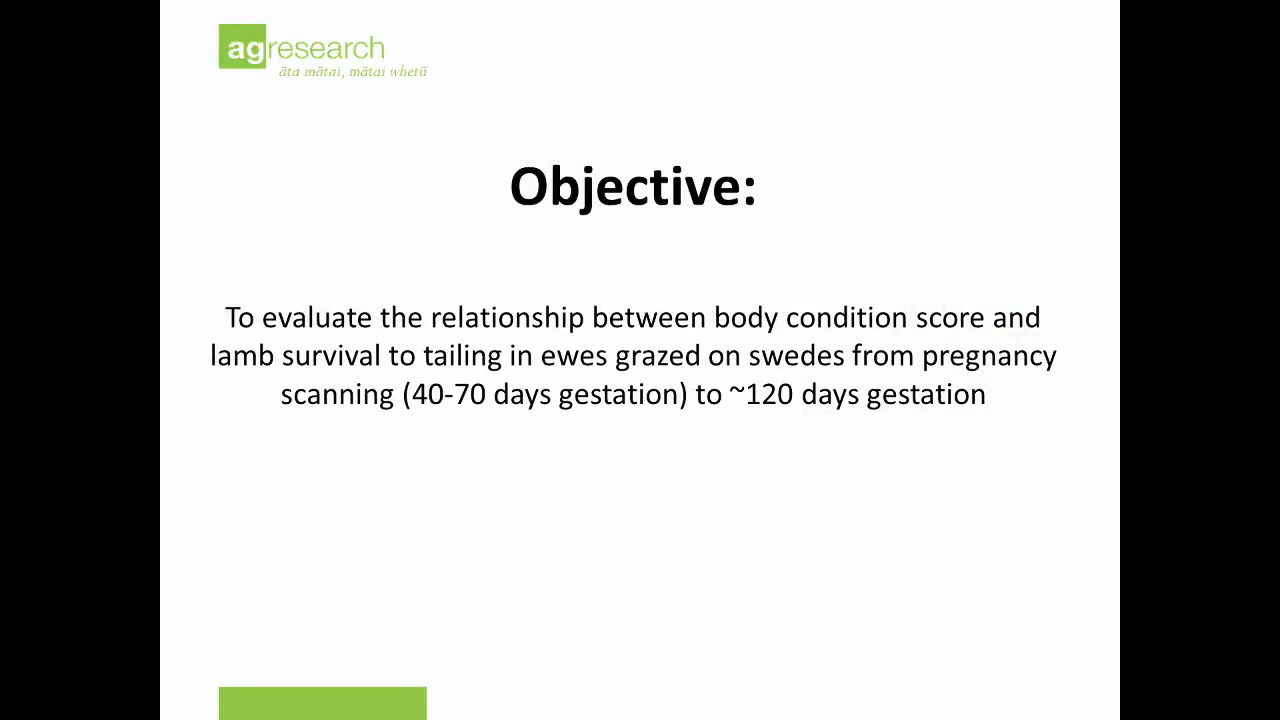 agresearch
āta mātai, mātai whetū
Objective:
To evaluate the relationship between body condition score and
lamb survival to tailing in ewes grazed on swedes from pregnancy
scanning (40-70 days gestation) to ~120 days gestation